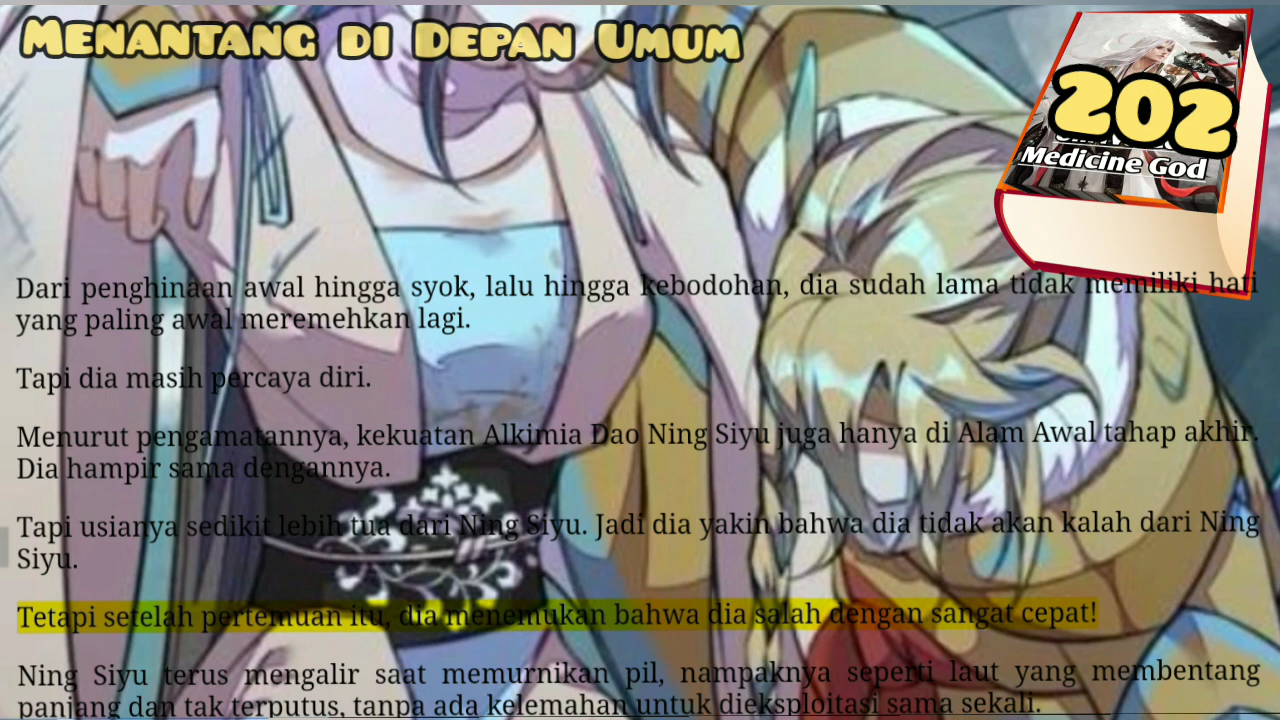 Menantang di Depan Umum
202
Medicine God
Dari penghinaan awal hingga syok, lalu hingga kebodohan, dia sudah lama tidak memiliki hati
yang paling awal meremehkan lagi.
Tapi dia masih percaya diri.
Menurut pengamatannya, kekuatan Alkimia Dao Ning Siyu juga hanya di Alam Awal tahap akhir.
Dia hampir sama dengannya.
Tapi usianya sedikit lebih tua dari Ning Siyu. Jadi dia yakin bahwa dia tidak akan kalah dari Ning
Siyu.
Tetapi setelah pertemuan itu, dia menemukan bahwa dia salah dengan sangat cepat!
Ning Siyu terus mengalir saat memurnikan pil, nampaknya seperti laut yang membentang
panjang dan tak terputus, tanpa ada kelemahan untuk dieksploitasi sama sekali.